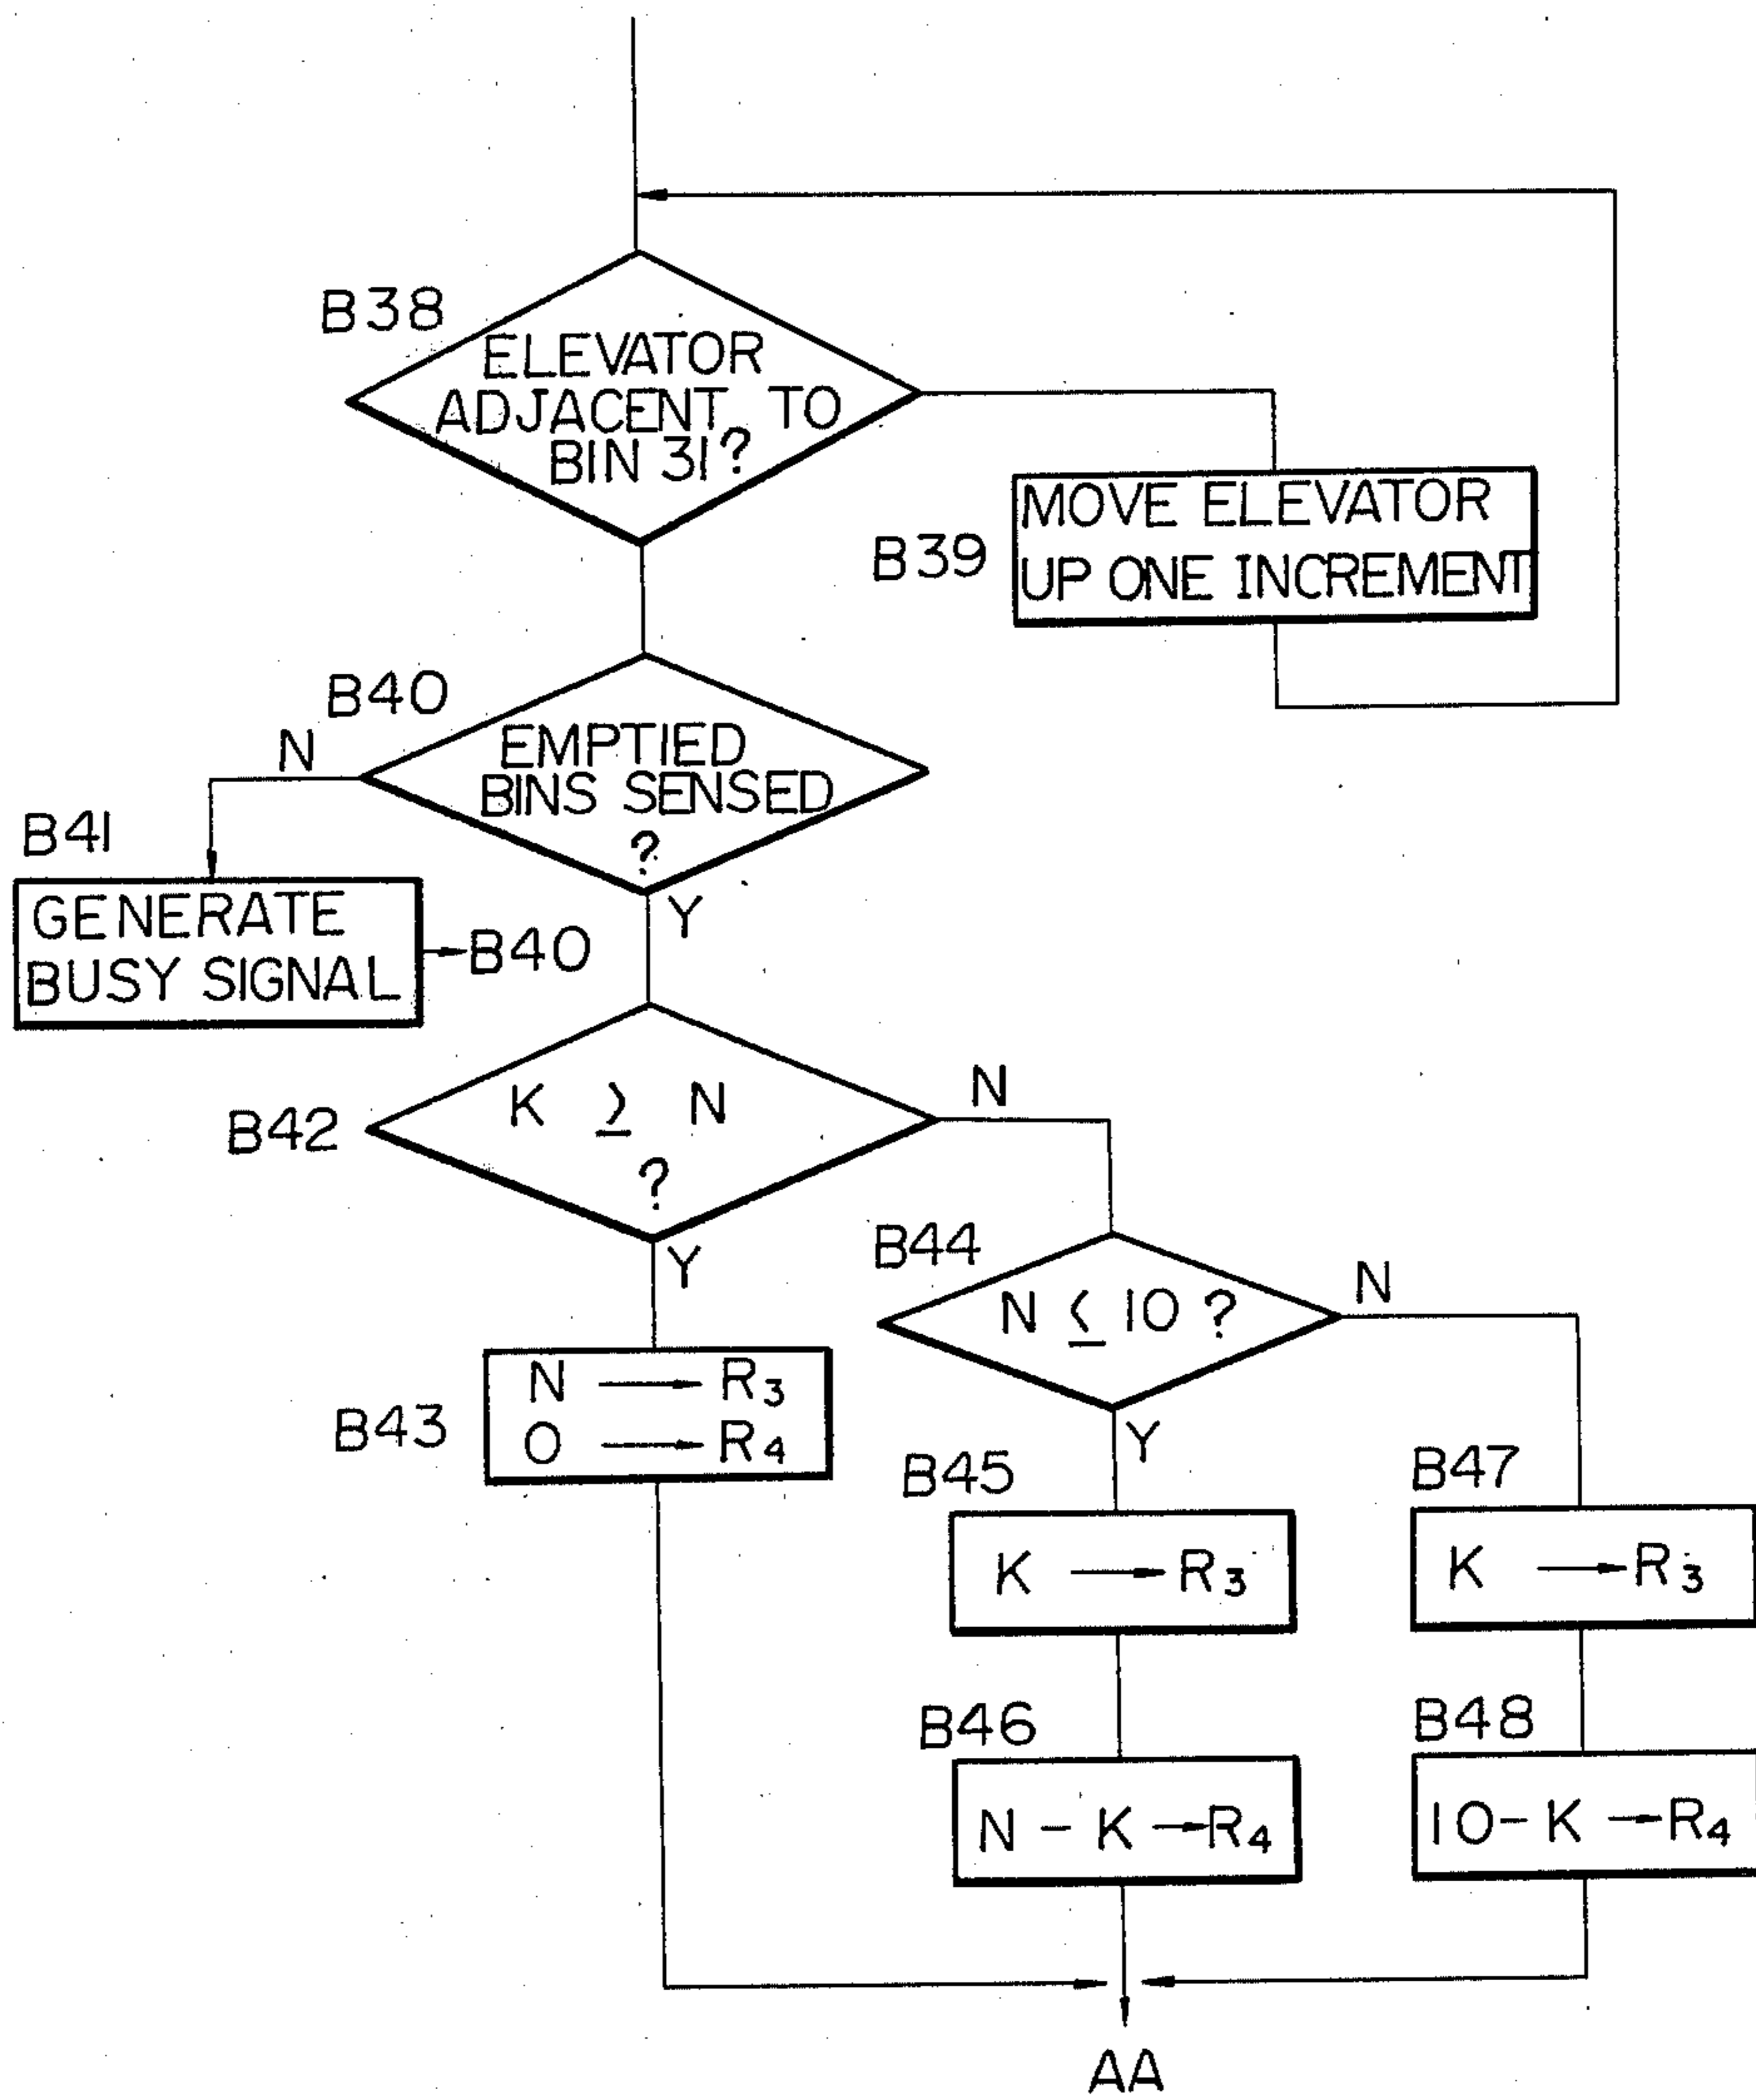 B38
ELEVATOR
ADJACENT TO
BIN 31?
B39
MOVE ELEVATOR
UP ONE INCREMENT
B40
N
EMPTIED
BINS SENSED
?
Y
B41
GENERATE
BUSY SIGNAL
B40
B42
K ≥ N
?
N
Y
B43
N → R3
O → R4
B44
N ≤ 10 ?
N
Y
B45
K → R3
B47
K → R3
B46
N - K → R4
B48
10 - K → R4
AA